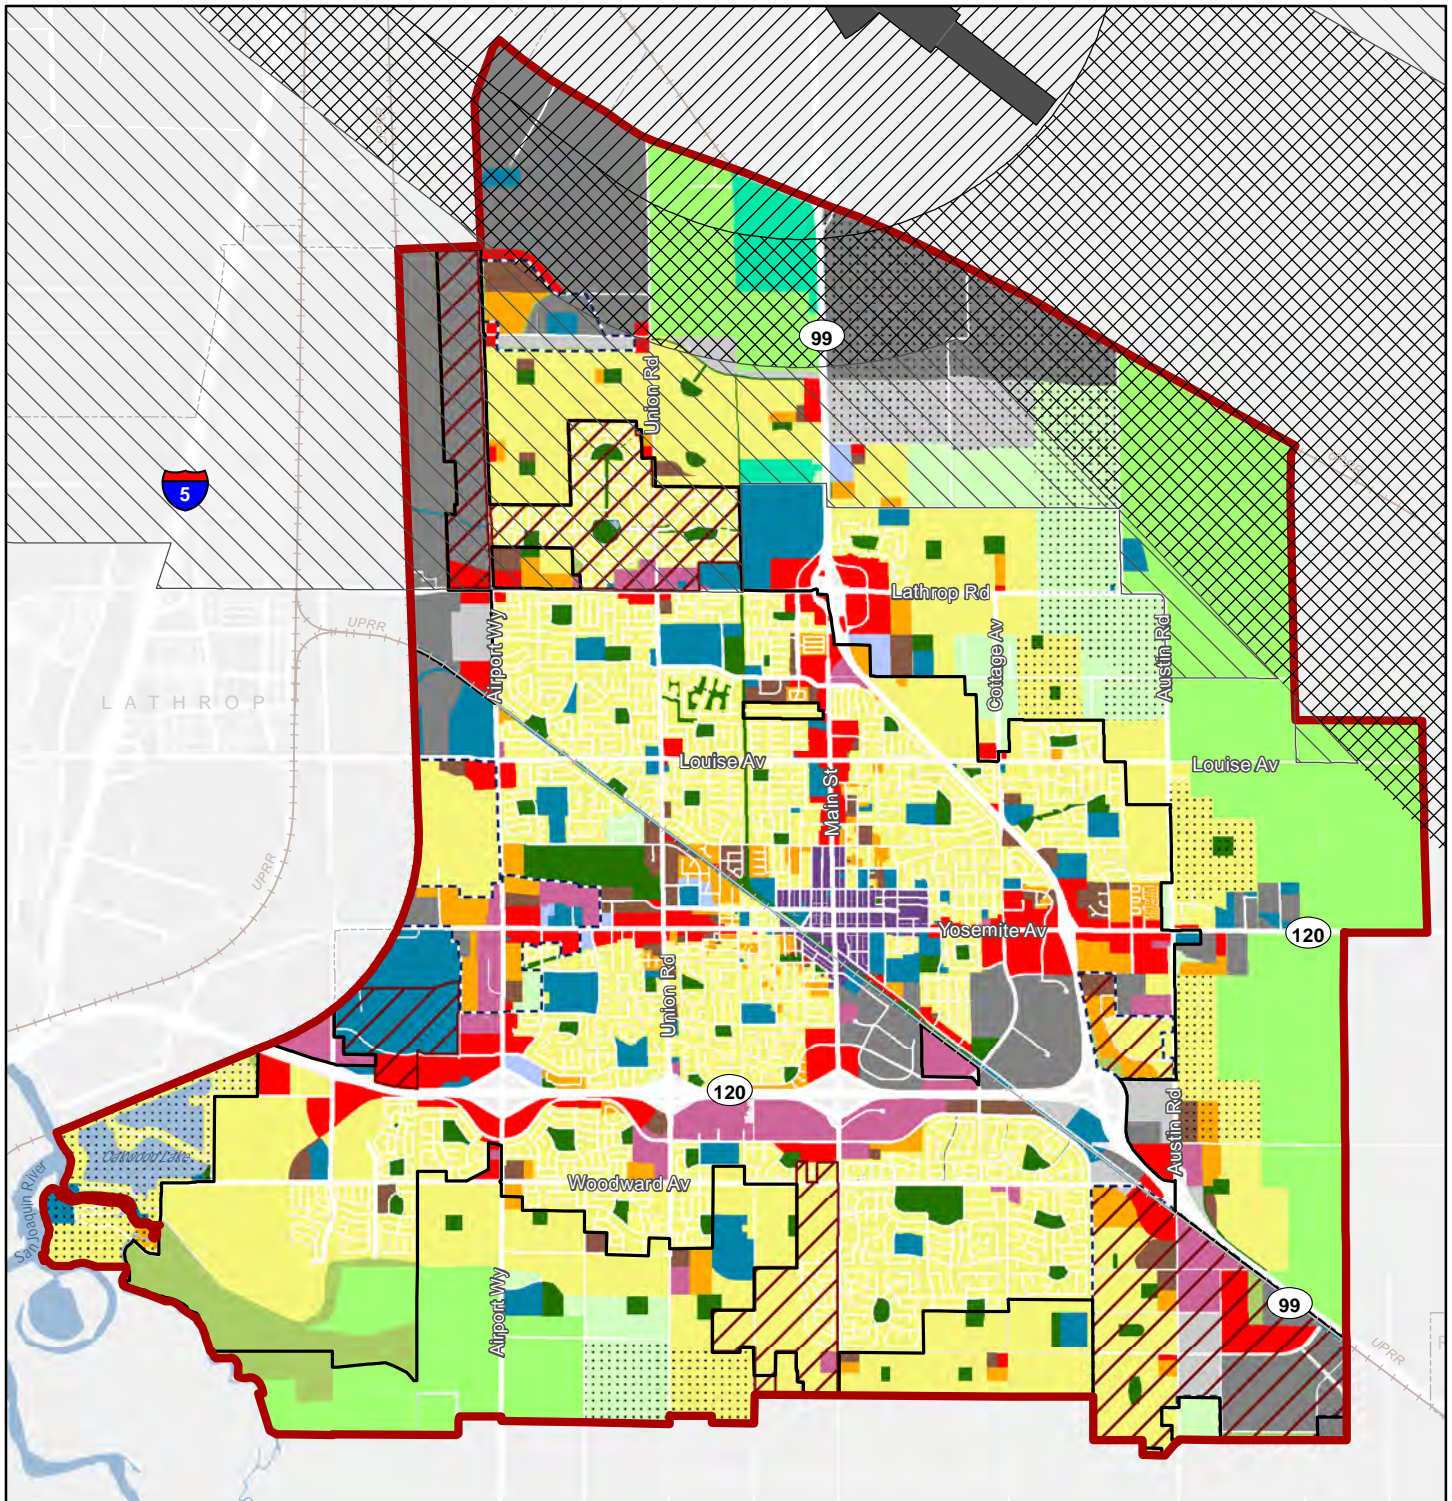 UPRR
99
Union Rd
5
UPRR
Lathrop Rd
Airport Wy
Cottage Av
Austin Rd
LATHROP
Louise Av
Louise Av
Main St
UPRR
Yosemite Av
120
Union Rd
120
Austin Rd
Woodward Av
San Joaquin River
Airport Wy
99
UPRR